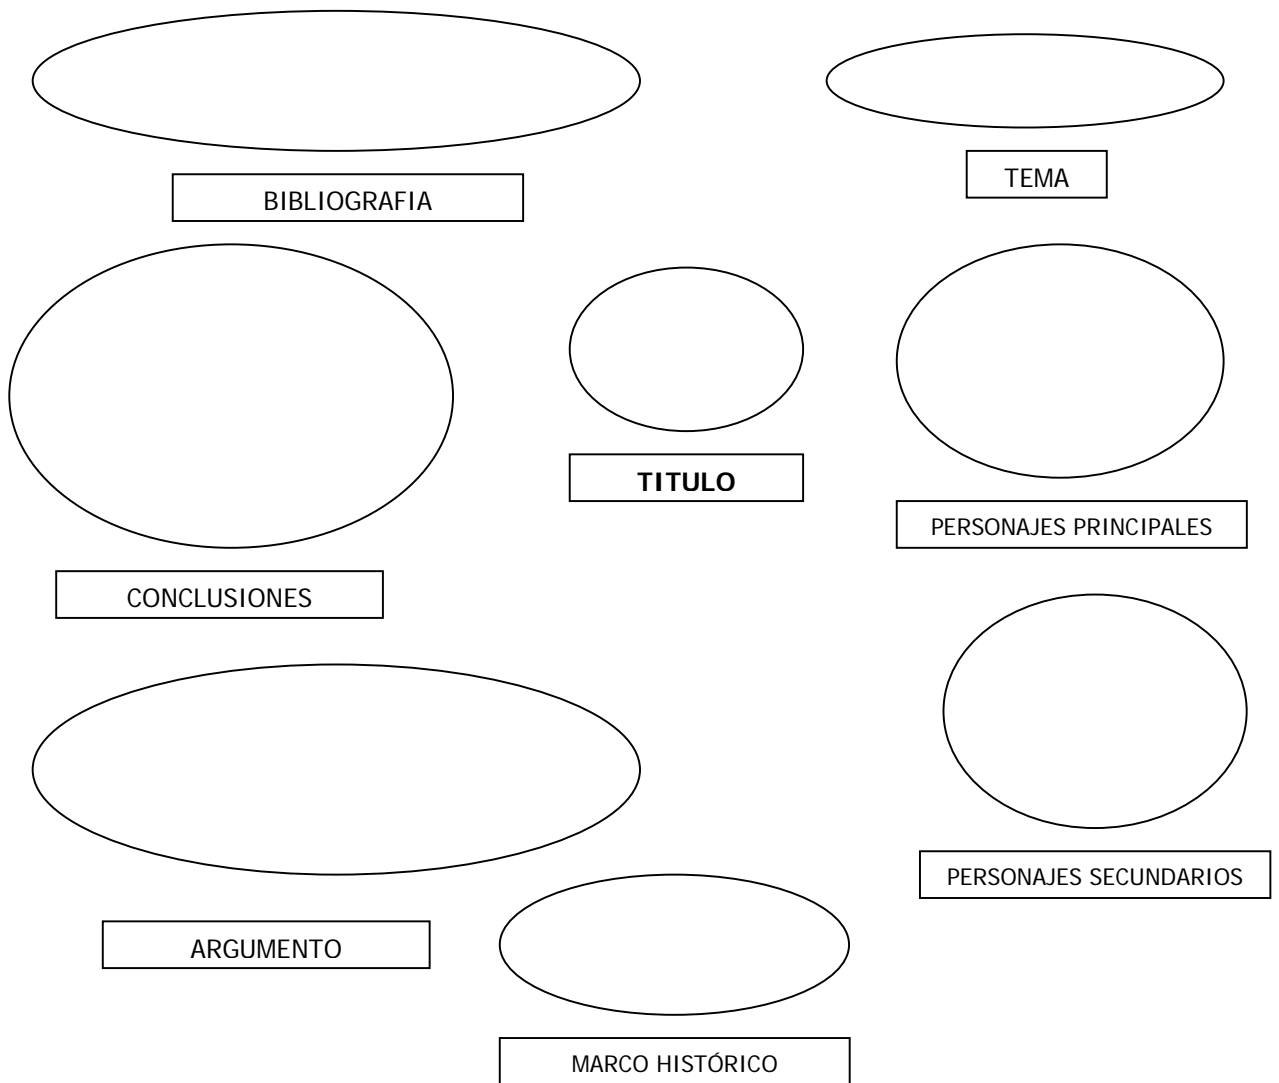 BIBLIOGRAFIA
TEMA
TITULO
PERSONAJES PRINCIPALES
CONCLUSIONES
PERSONAJES SECUNDARIOS
ARGUMENTO
MARCO HISTÓRICO